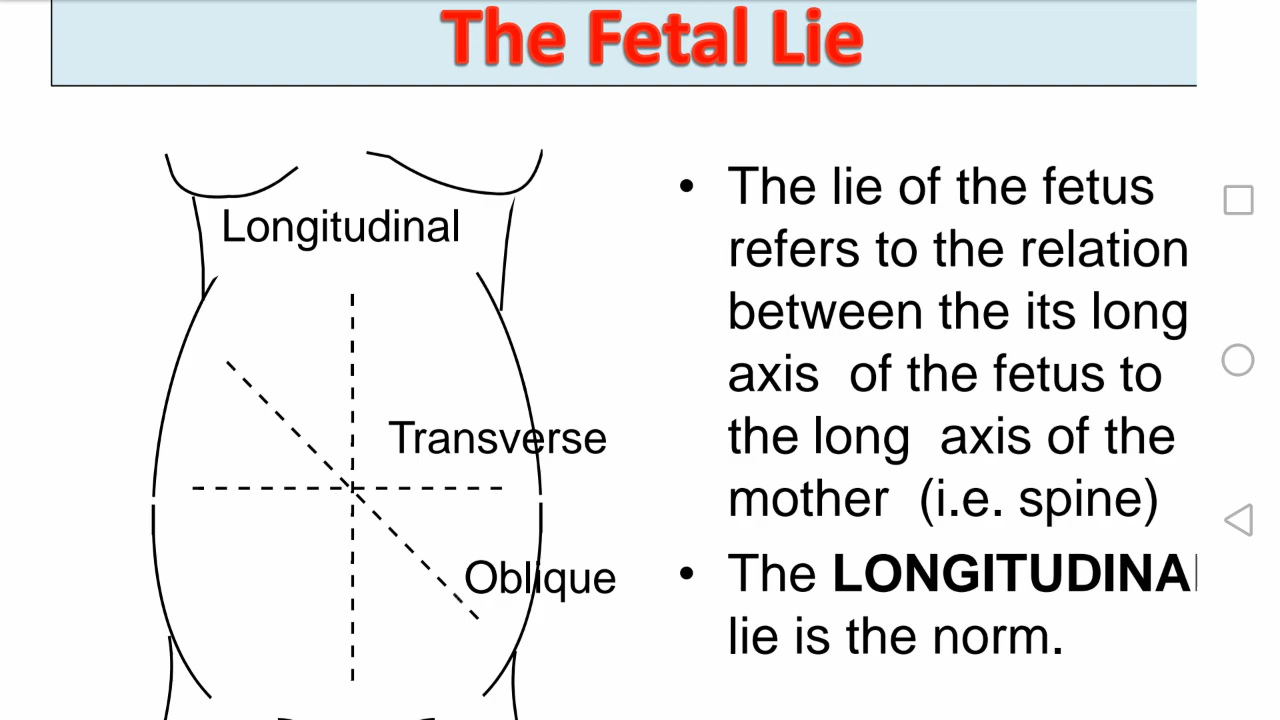 The Fetal Lie
Longitudinal
Transverse
Oblique
• The lie of the fetus
refers to the relation
between the its long
axis of the fetus to
the long axis of the
mother (i.e. spine)
• The LONGITUDINAL
lie is the norm.